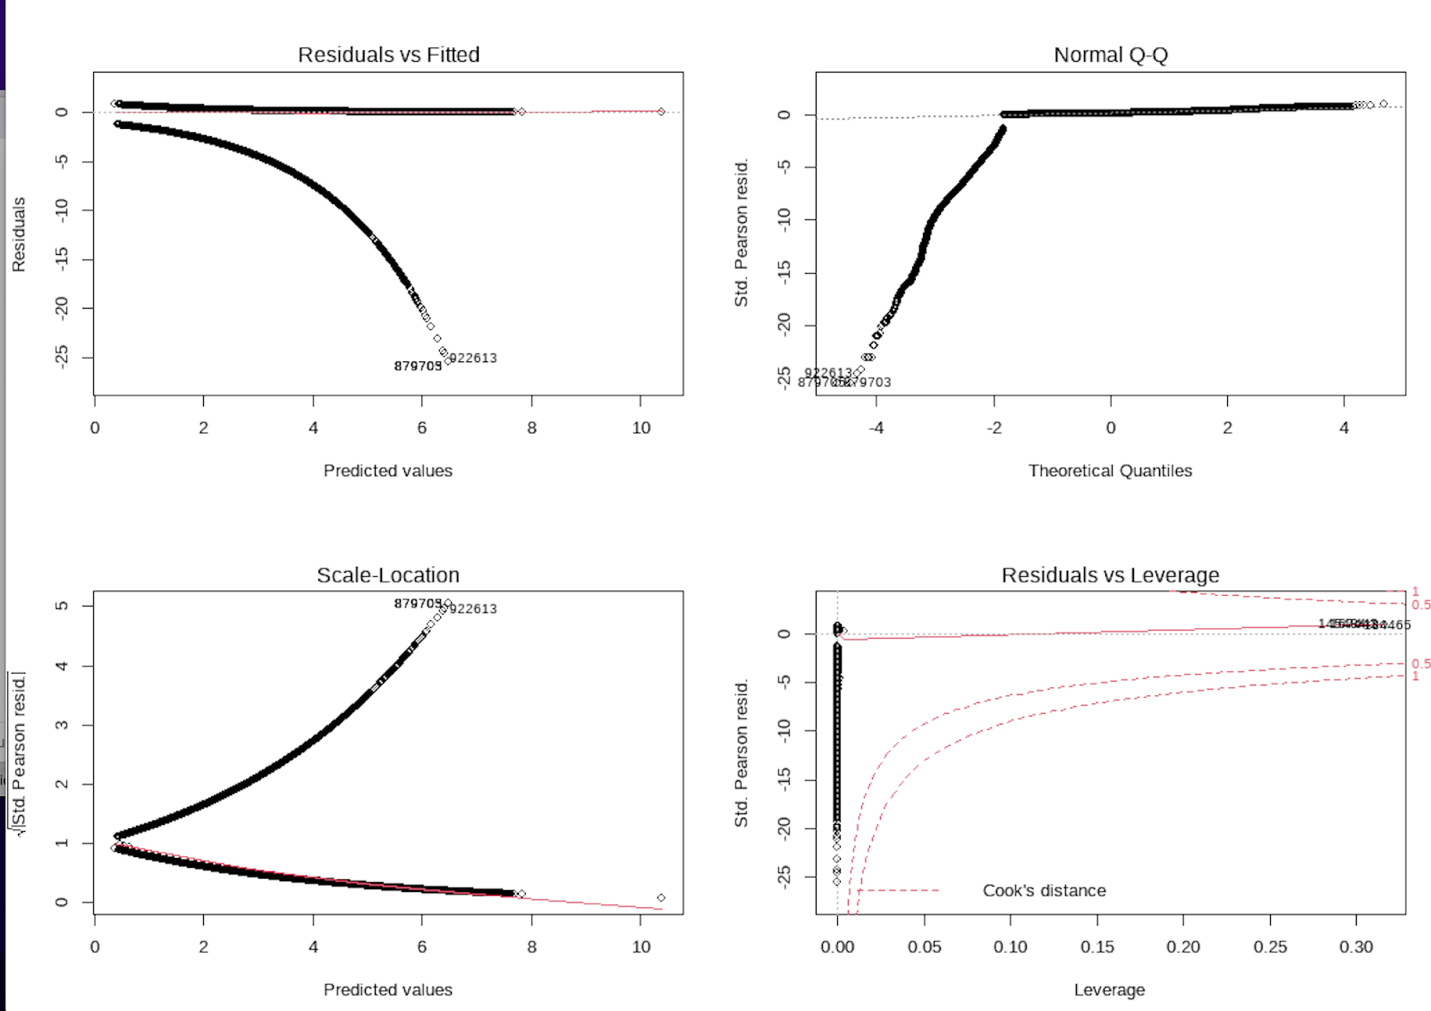 Residuals vs Fitted
Residuals
0
-5
-10
-15
-20
-25
879703
922613
0 2 4 6 8 10
Predicted values
Normal Q-Q
Std. Pearson resid.
0
-5
-10
-15
-20
-25
922613
879703
-4 -2 0 2 4
Theoretical Quantiles
Scale-Location
√|Std. Pearson resid.|
5
4
3
2
1
0
922613
0 2 4 6 8 10
Predicted values
Residuals vs Leverage
Std. Pearson resid.
0
-5
-10
-15
-20
-25
1
0.5
0.5
1
Cook's distance
0.00 0.05 0.10 0.15 0.20 0.25 0.30
Leverage